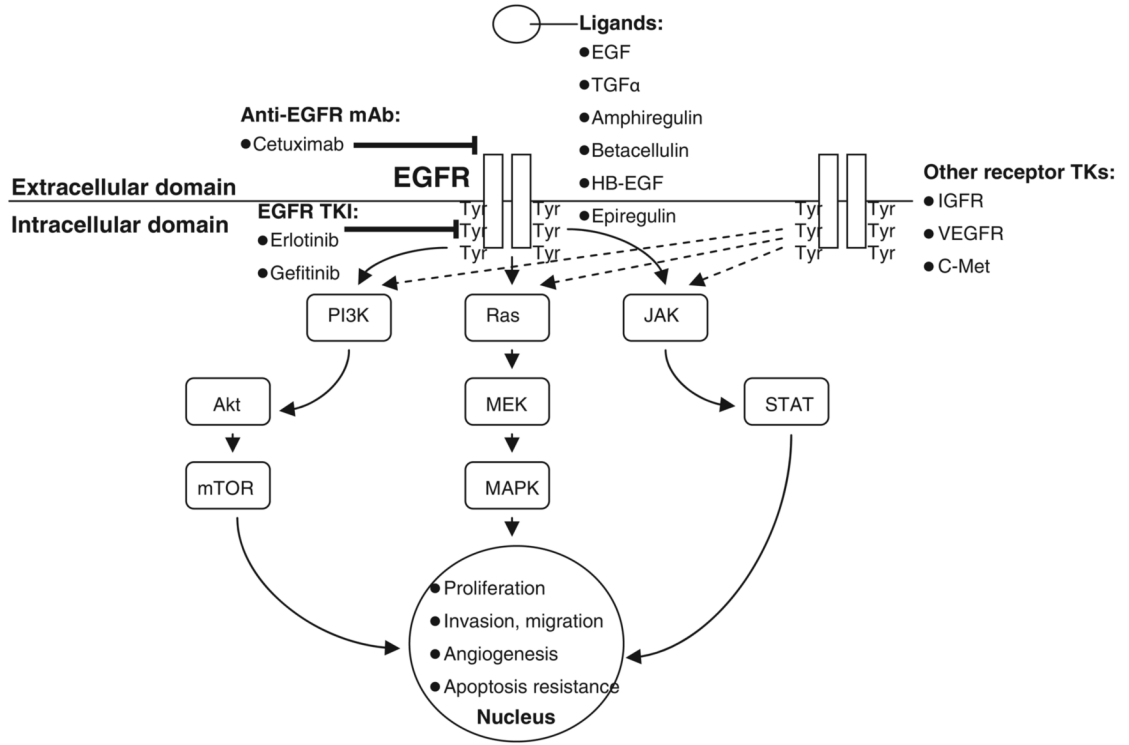 Ligands:
● EGF
● TGFα
● Amphiregulin
● Betacellulin
● HB-EGF
● Epiregulin
Anti-EGFR mAb:
● Cetuximab
EGFR
Extracellular domain
Intracellular domain
EGFR TKI:
● Erlotinib
● Gefitinib
Tyr Tyr
Tyr Tyr
Tyr Tyr
Tyr Tyr
Tyr Tyr
Tyr Tyr
Other receptor TKs:
● IGFR
● VEGFR
● C-Met
PI3K
Ras
JAK
Akt
MEK
STAT
mTOR
MAPK
● Proliferation
● Invasion, migration
● Angiogenesis
● Apoptosis resistance
Nucleus